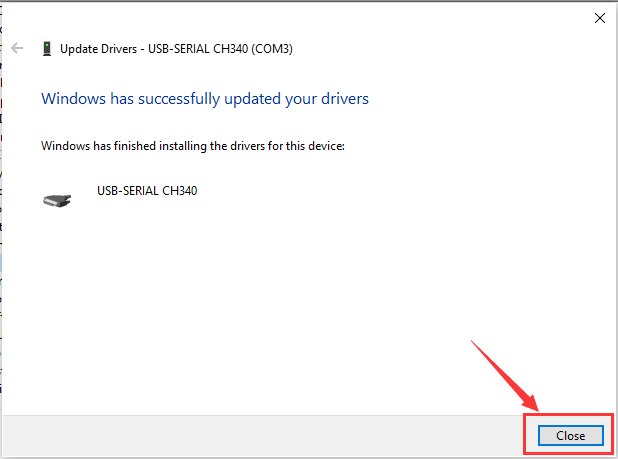 Update Drivers - USB-SERIAL CH340 (COM3)
Windows has successfully updated your drivers
Windows has finished installing the drivers for this device:
USB-SERIAL CH340
Close